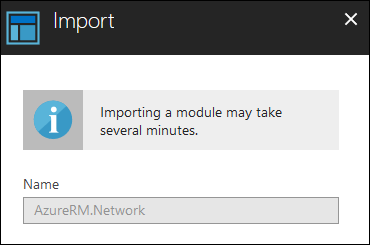 Import
Importing a module may take
several minutes.
Name
AzureRM.Network